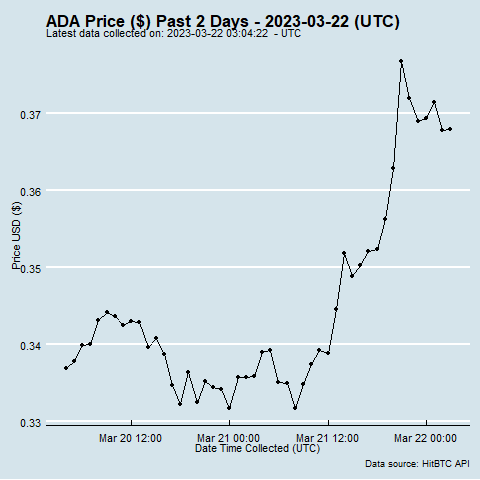 ADA Price ($) Past 2 Days - 2023-03-22 (UTC)
Latest data collected on: 2023-03-22 03:04:22 - UTC
0.37
0.36
0.35
0.34
0.33
Price USD ($)
Mar 20 12:00
Mar 21 00:00
Mar 21 12:00
Mar 22 00:00
Date Time Collected (UTC)
Data source: HitBTC API